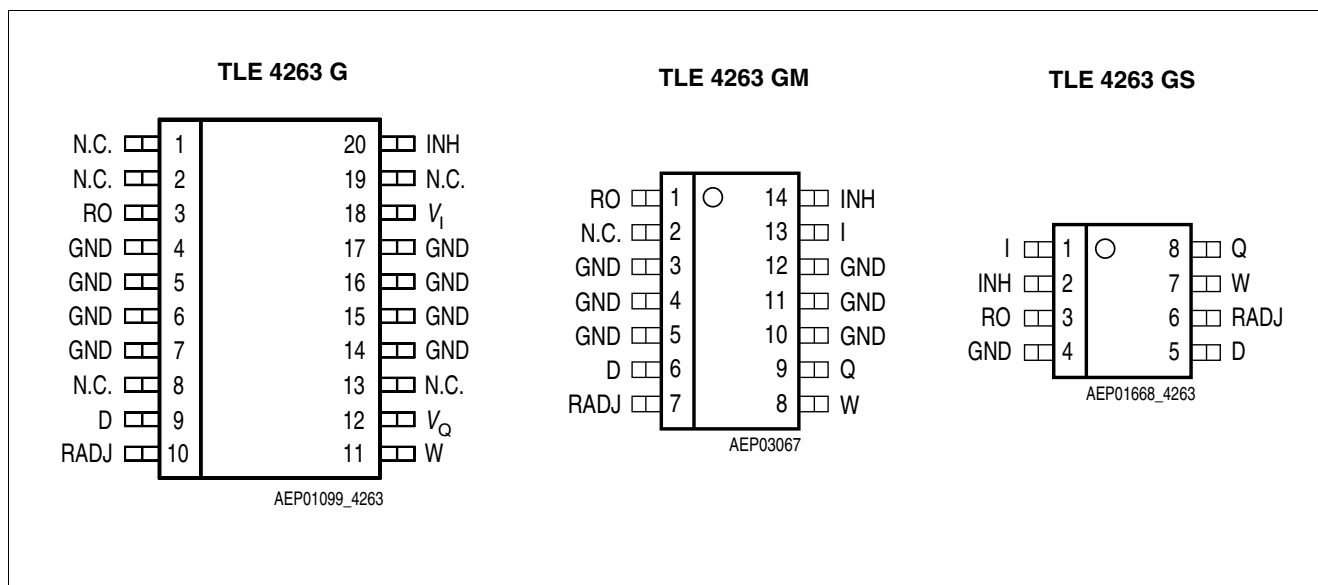 TLE 4263 G
N.C. 1 20 INH
N.C. 2 19 N.C.
RO 3 18 VI
GND 4 17 GND
GND 5 16 GND
GND 6 15 GND
GND 7 14 GND
N.C. 8 13 N.C.
D 9 12 VQ
RADJ 10 11 W
AEP01099_4263
TLE 4263 GM
RO 1 14 INH
N.C. 2 13 I
GND 3 12 GND
GND 4 11 GND
GND 5 10 GND
D 6 9 Q
RADJ 7 8 W
AEP03067
TLE 4263 GS
I 1 8 Q
INH 2 7 W
RO 3 6 RADJ
GND 4 5 D
AEP01668_4263